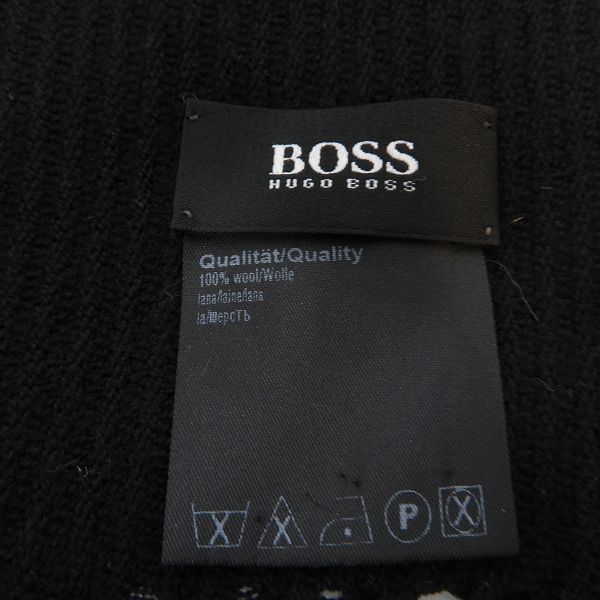 BOSS
HUGO BOSS
Qualität/Quality
100% wool/Wolle
lana/laine/lana
la/шерсть
P